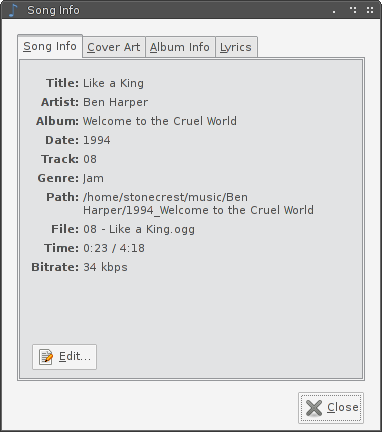 Song Info
Song Info Cover Art Album Info Lyrics
Title: Like a King
Artist: Ben Harper
Album: Welcome to the Cruel World
Date: 1994
Track: 08
Genre: Jam
Path: /home/stonecrest/music/Ben
Harper/1994_Welcome to the Cruel World
File: 08 - Like a King.ogg
Time: 0:23 / 4:18
Bitrate: 34 kbps
Edit...
Close